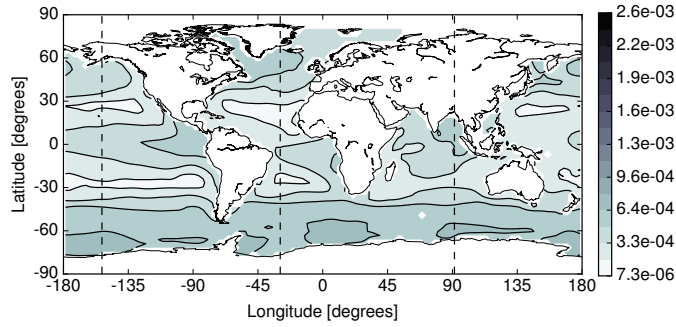 90
60
30
0
-30
-60
-90
Latitude [degrees]
-180 -135 -90 -45 0 45 90 135 180
Longitude [degrees]
2.6e-03
2.2e-03
1.9e-03
1.6e-03
1.3e-03
9.6e-04
6.4e-04
3.3e-04
7.3e-06